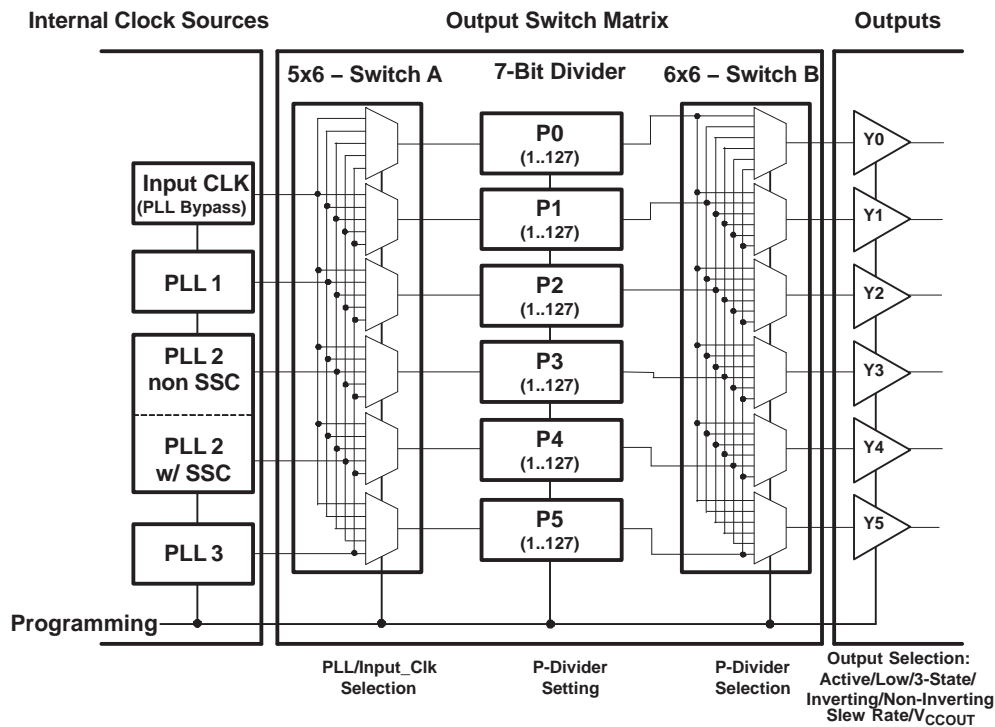 Internal Clock Sources
Output Switch Matrix
Outputs
5x6 – Switch A
7-Bit Divider
6x6 – Switch B
Input CLK
(PLL Bypass)
PLL 1
PLL 2
non SSC
PLL 2
w/ SSC
PLL 3
P0
(1..127)
P1
(1..127)
P2
(1..127)
P3
(1..127)
P4
(1..127)
P5
(1..127)
Y0
Y1
Y2
Y3
Y4
Y5
Programming
PLL/Input_Clk
Selection
P-Divider
Setting
P-Divider
Selection
Output Selection:
Active/Low/3-State/
Inverting/Non-Inverting
Slew Rate/VCCOUT